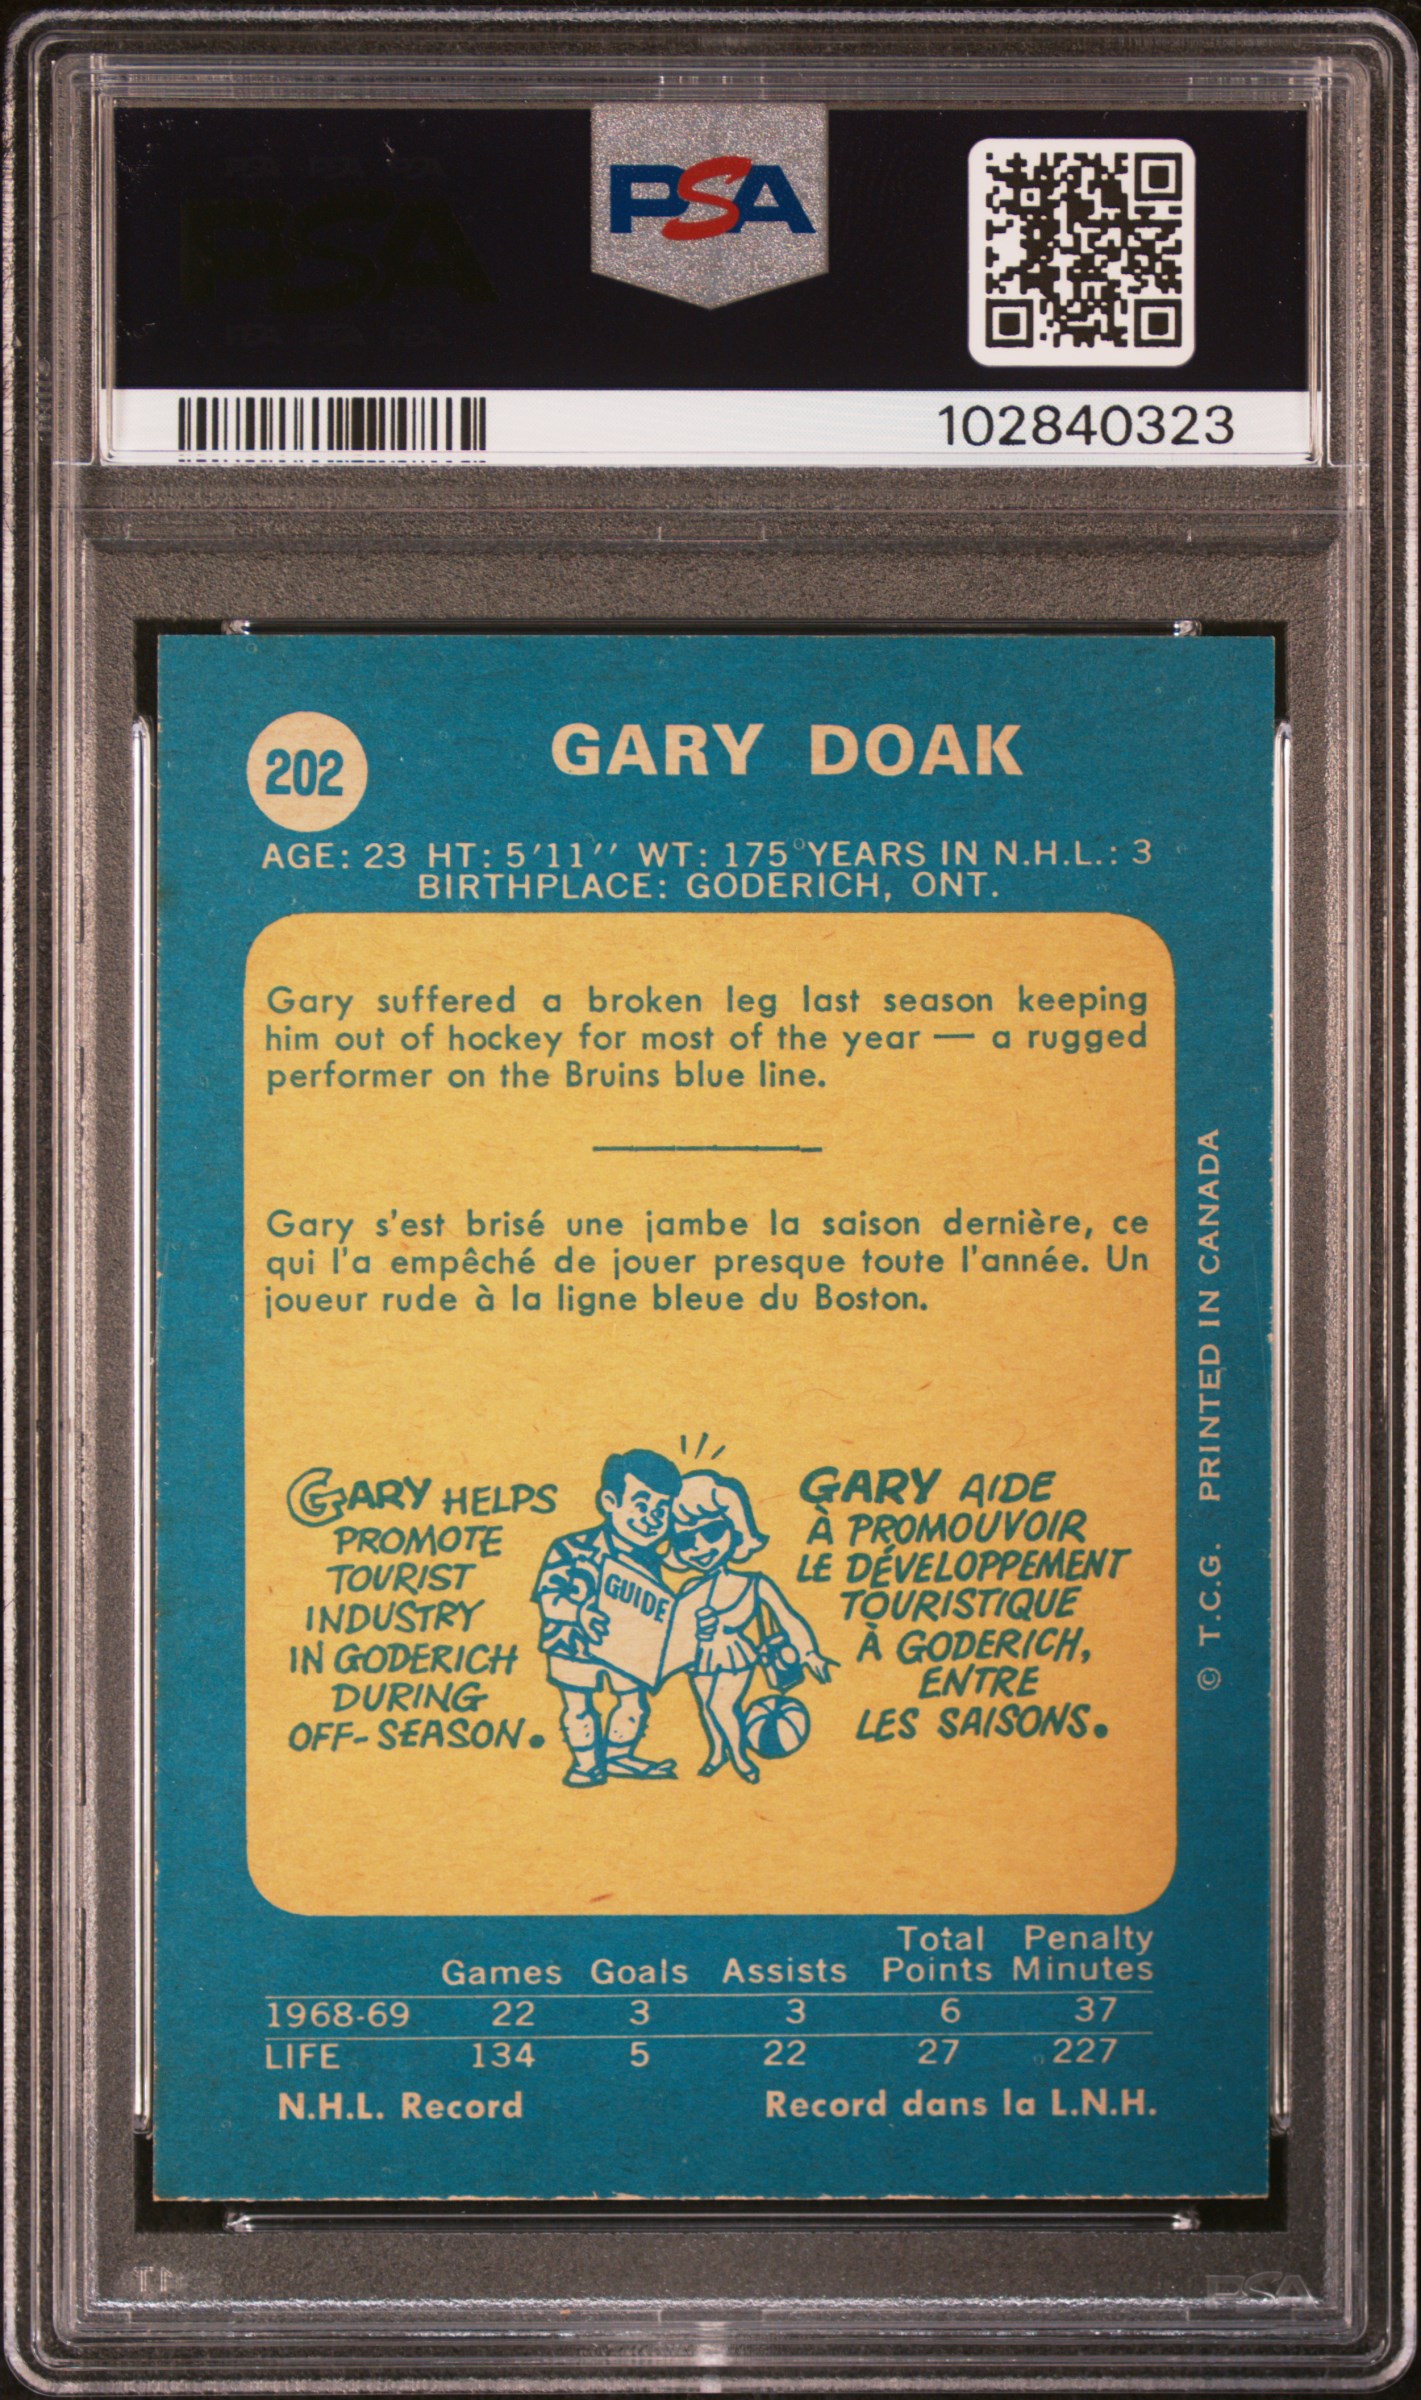 PSA
102840323
202
GARY DOAK
AGE: 23 HT: 5'11'' WT: 175 YEARS IN N.H.L.: 3
BIRTHPLACE: GODERICH, ONT.
Gary suffered a broken leg last season keeping
him out of hockey for most of the year — a rugged
performer on the Bruins blue line.
Gary s'est brisé une jambe la saison dernière, ce
qui l'a empêché de jouer presque toute l'année. Un
joueur rude à la ligne bleue du Boston.
GARY HELPS
PROMOTE
TOURIST
INDUSTRY
IN GODERICH
DURING
OFF-SEASON.
GUIDE
GARY AIDE
À PROMOUVOIR
LE DÉVELOPPEMENT
TOURISTIQUE
À GODERICH,
ENTRE
LES SAISONS.
© T.C.G. PRINTED IN CANADA
Games Goals Assists Total Points Penalty Minutes
1968-69 22 3 3 6 37
LIFE 134 5 22 27 227
N.H.L. Record Record dans la L.N.H.
PSA